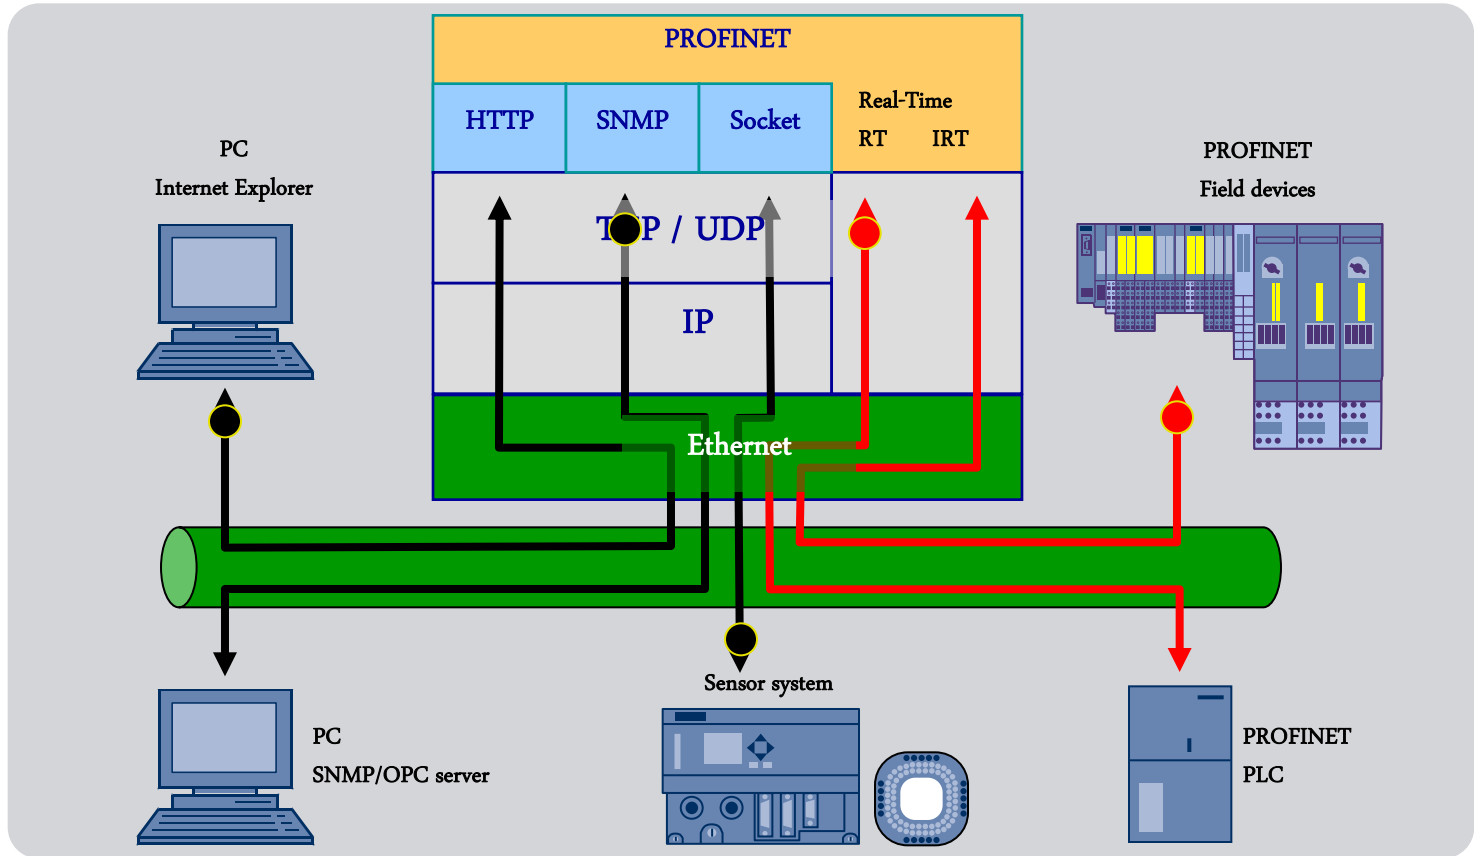 PROFINET
HTTP
SNMP
Socket
Real-Time
RT IRT
PC
Internet Explorer
PROFINET
Field devices
TCP / UDP
IP
Ethernet
Sensor system
PC
SNMP/OPC server
PROFINET
PLC